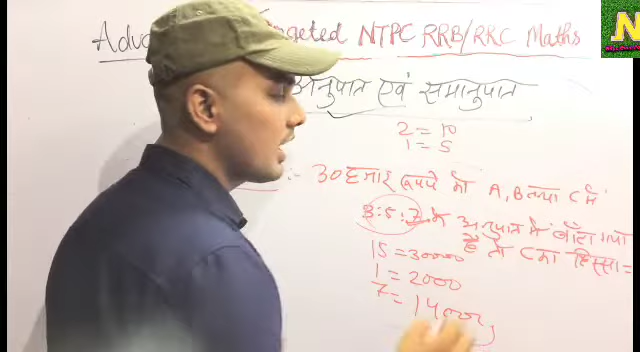 Targeted NTPC RRB/RRC Maths
अनुपात एवं समानुपात
2 = 10
1 = 5
:- 30 हजार रूपये को A, B तथा C में
3:5:7 के अनुपात में बाँटा गया
है तो C का हिस्सा =
15 = 30000
1 = 2000
7 = 14000
N